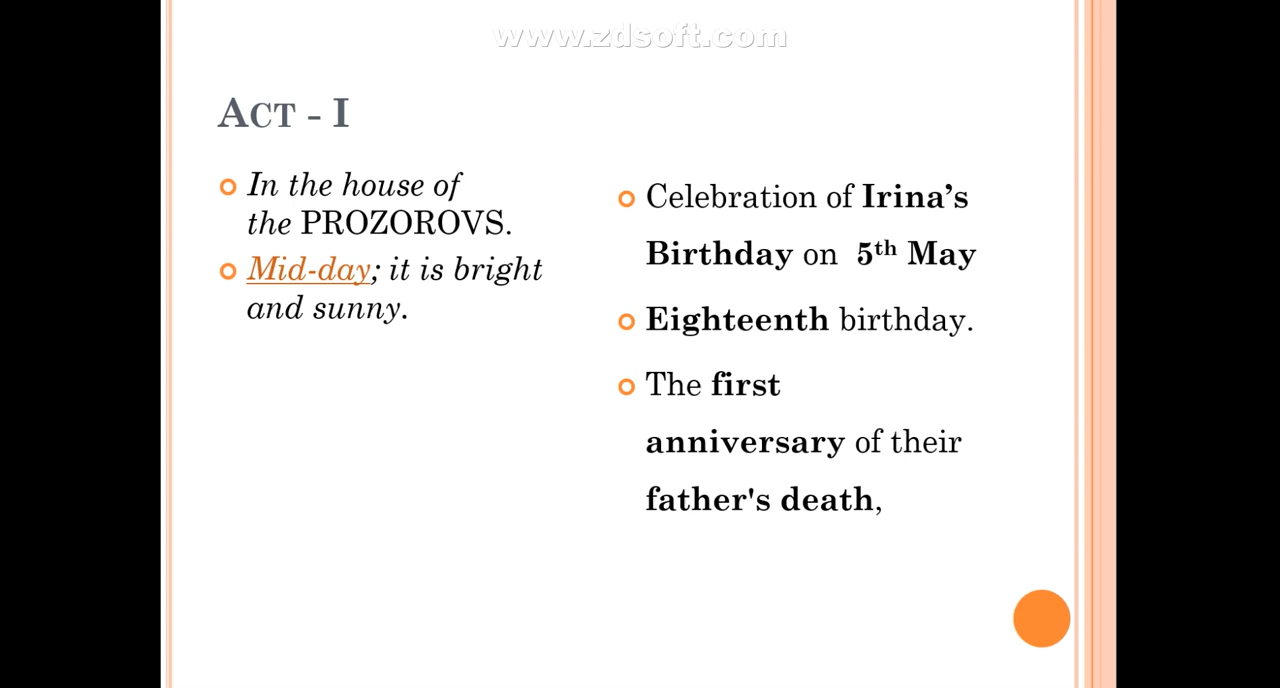 www.zdsoft.com
ACT - I
In the house of
the PROZOROVS.
Mid-day; it is bright
and sunny.
Celebration of Irina’s
Birthday on 5th May
Eighteenth birthday.
The first
anniversary of their
father's death,